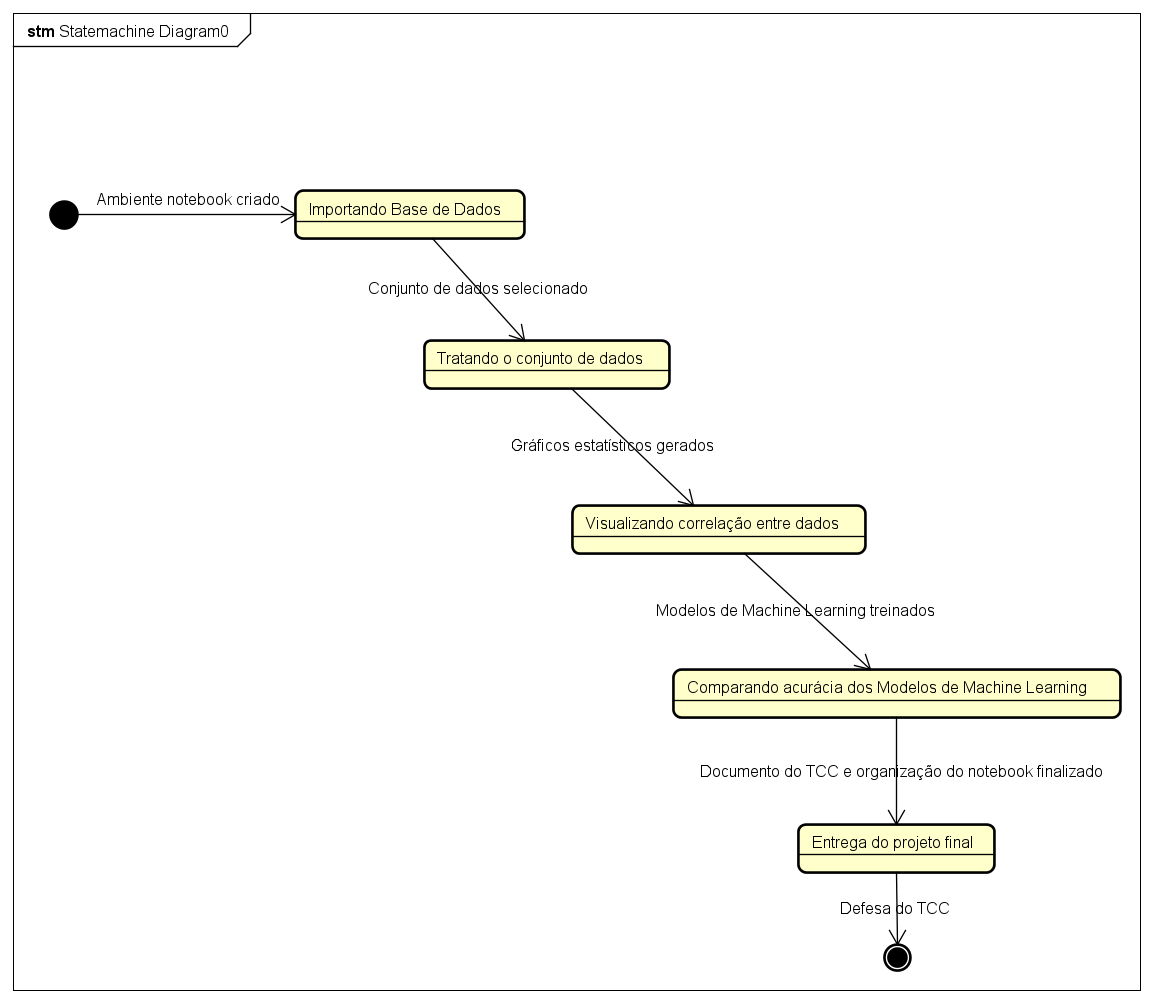 stm Statemachine Diagram0
Ambiente notebook criado
Importando Base de Dados
Conjunto de dados selecionado
Tratando o conjunto de dados
Gráficos estatísticos gerados
Visualizando correlação entre dados
Modelos de Machine Learning treinados
Comparando acurácia dos Modelos de Machine Learning
Documento do TCC e organização do notebook finalizado
Entrega do projeto final
Defesa do TCC